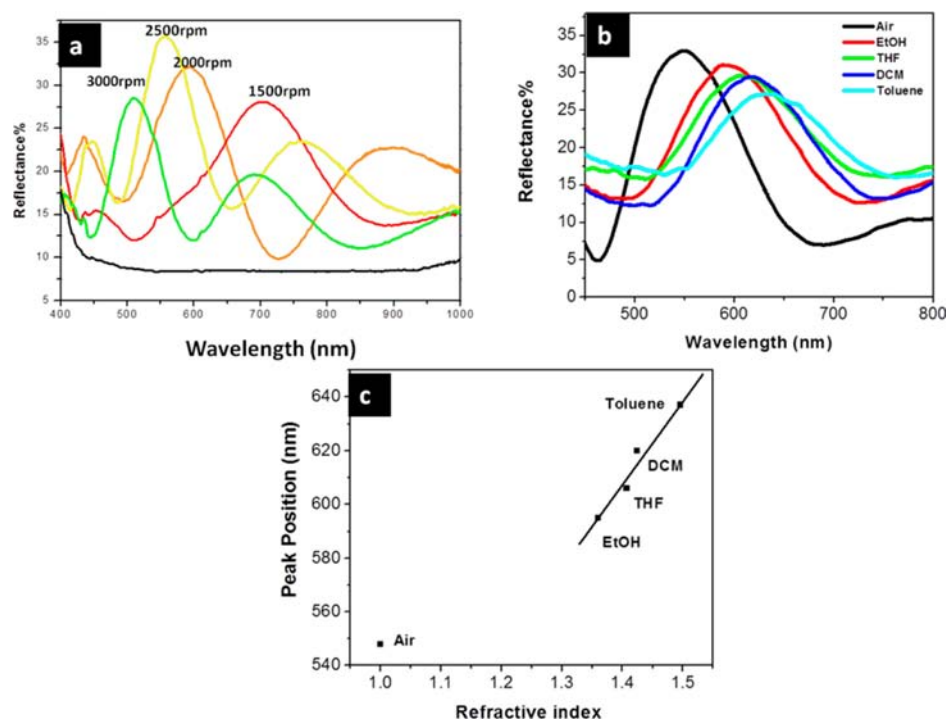 a
2500rpm
2000rpm
3000rpm
1500rpm
Reflectance%
35
30
25
20
15
10
5
400 500 600 700 800 900 1000
Wavelength (nm)
b
Air
EtOH
THF
DCM
Toluene
Reflectance%
35
30
25
20
15
10
5
0
500 600 700 800
Wavelength (nm)
c
Toluene
DCM
THF
EtOH
Air
Peak Position (nm)
640
620
600
580
560
540
1.0 1.1 1.2 1.3 1.4 1.5
Refractive index